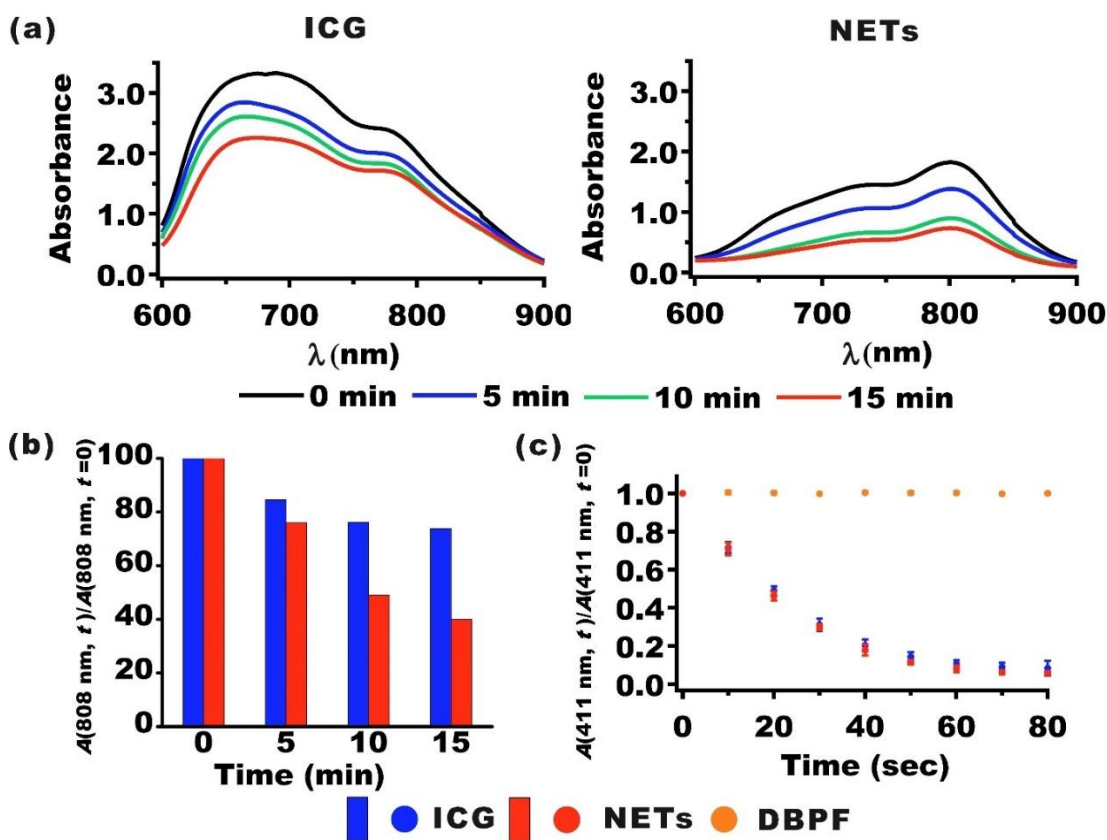 (a)
ICG
NETs
Absorbance
3.0
2.0
1.0
0.0
600
700
800
900
λ (nm)
Absorbance
3.0
2.0
1.0
0.0
600
700
800
900
λ (nm)
0 min
5 min
10 min
15 min
(b)
A(808 nm, t)/A(808 nm, t=0)
100
80
60
40
20
0
0
5
10
15
Time (min)
(c)
A(411 nm, t)/A(411 nm, t=0)
1.0
0.8
0.6
0.4
0.2
0.0
0
20
40
60
80
Time (sec)
ICG
NETs
DBPF